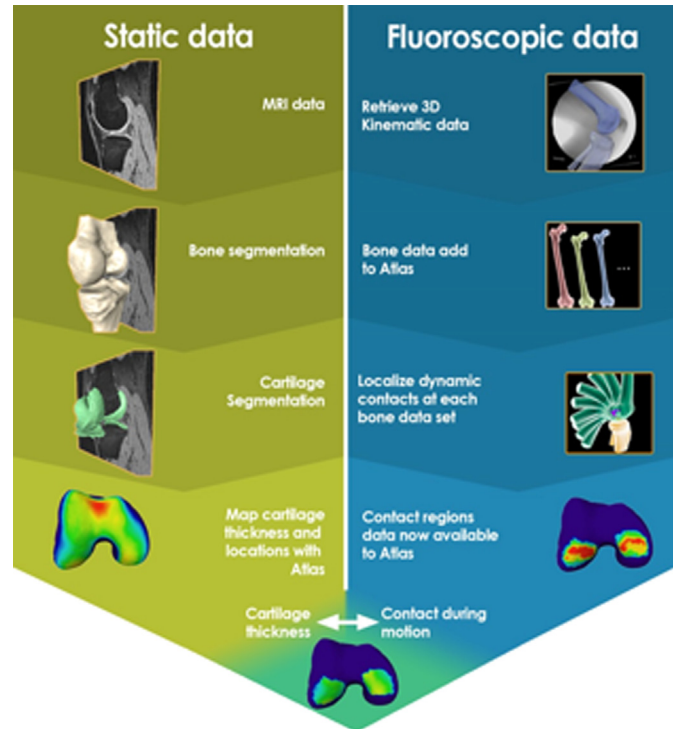 Static data
Fluoroscopic data
MRI data
Retrieve 3D
Kinematic data
Bone segmentation
Bone data add
to Atlas
Cartilage
Segmentation
Localize dynamic
contacts at each
bone data set
Map cartilage
thickness and
locations with
Atlas
Contact regions
data now available
to Atlas
Cartilage
thickness
Contact during
motion